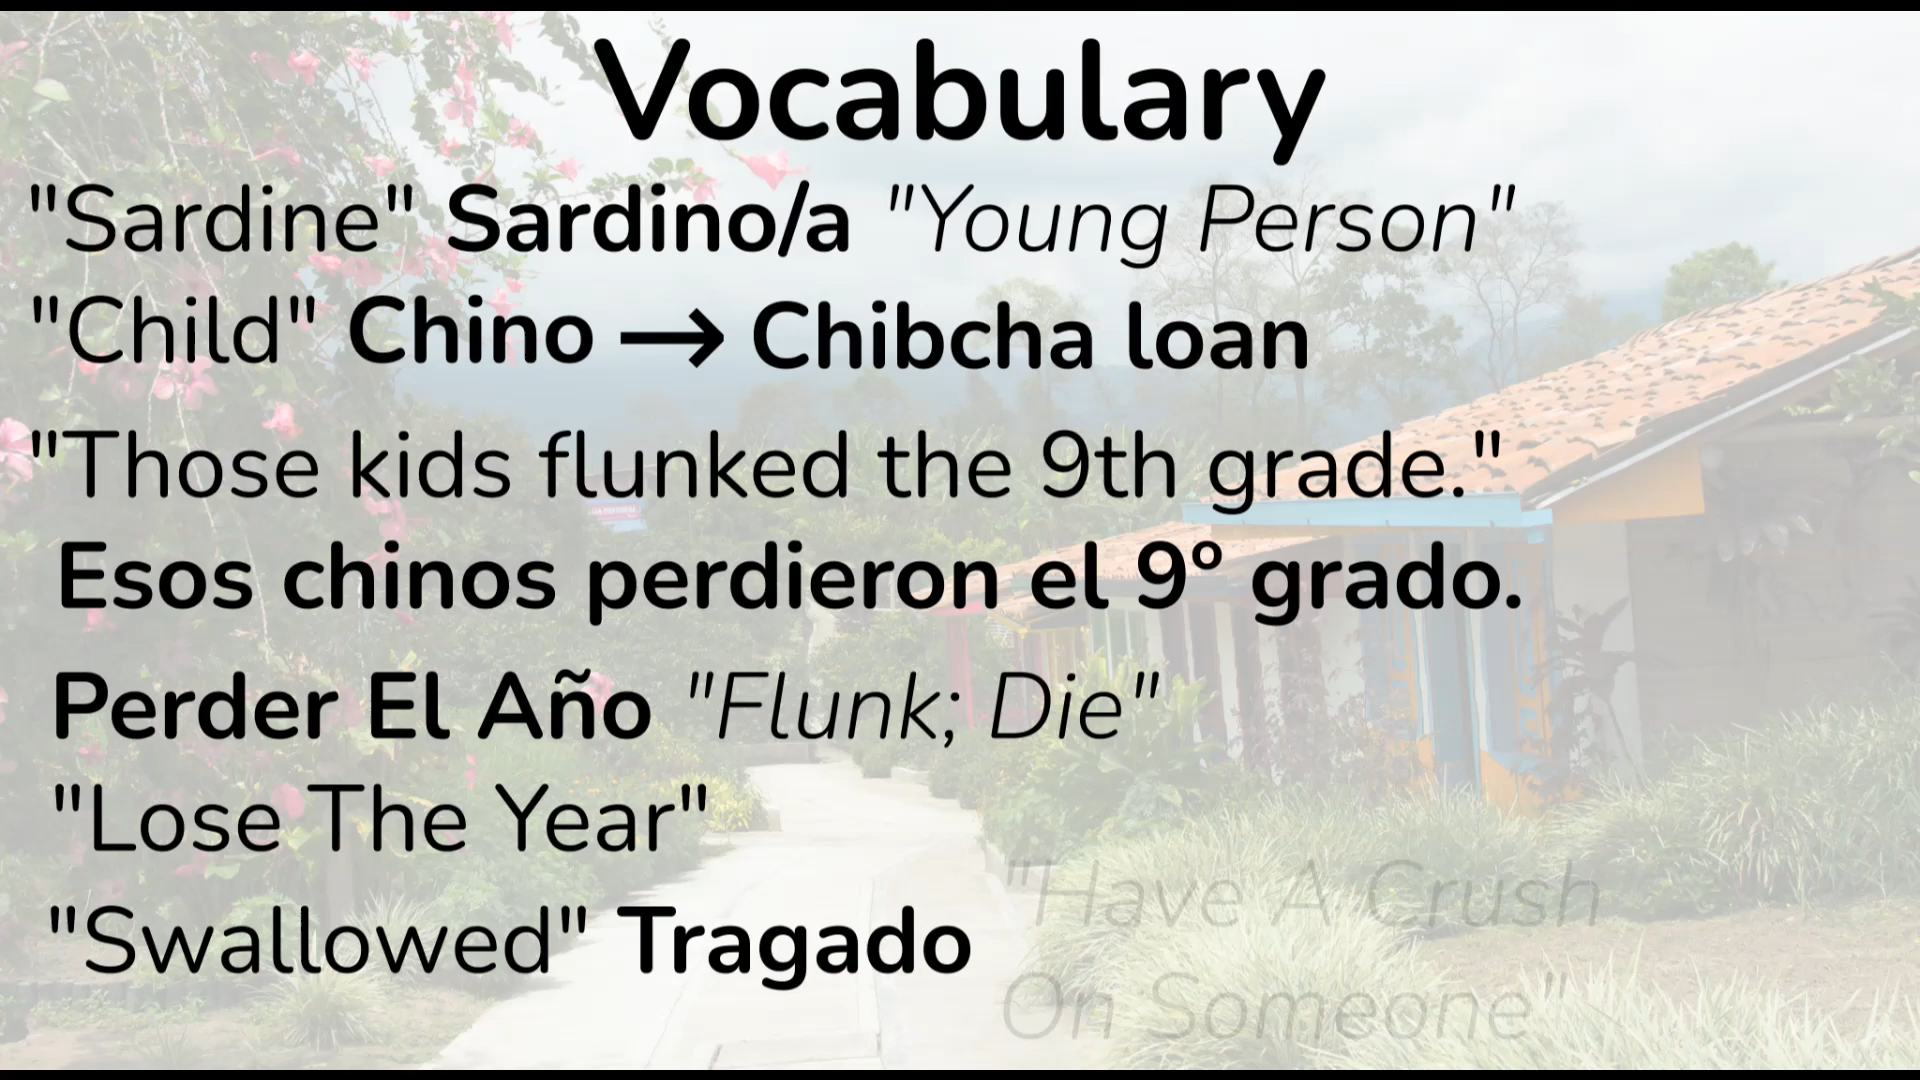 Vocabulary
"Sardine" Sardino/a "Young Person"
"Child" Chino → Chibcha loan
"Those kids flunked the 9th grade."
Esos chinos perdieron el 9º grado.
Perder El Año "Flunk; Die"
"Lose The Year"
"Swallowed" Tragado "Have A Crush
On Someone"